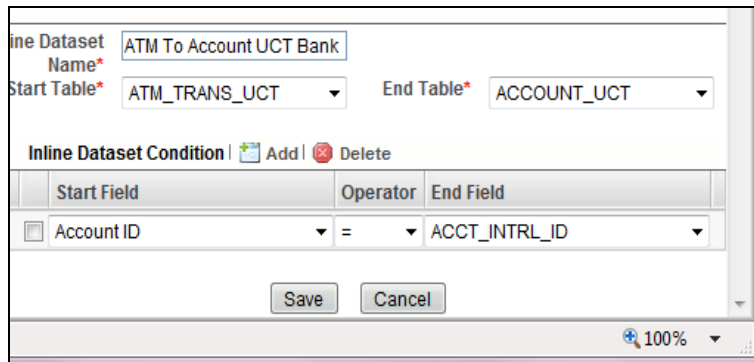 ine Dataset Name* ATM To Account UCT Bank
Start Table* ATM_TRANS_UCT End Table* ACCOUNT_UCT
Inline Dataset Condition | Add | Delete
Start Field Operator End Field
Account ID = ACCT_INTRL_ID
Save Cancel
100%